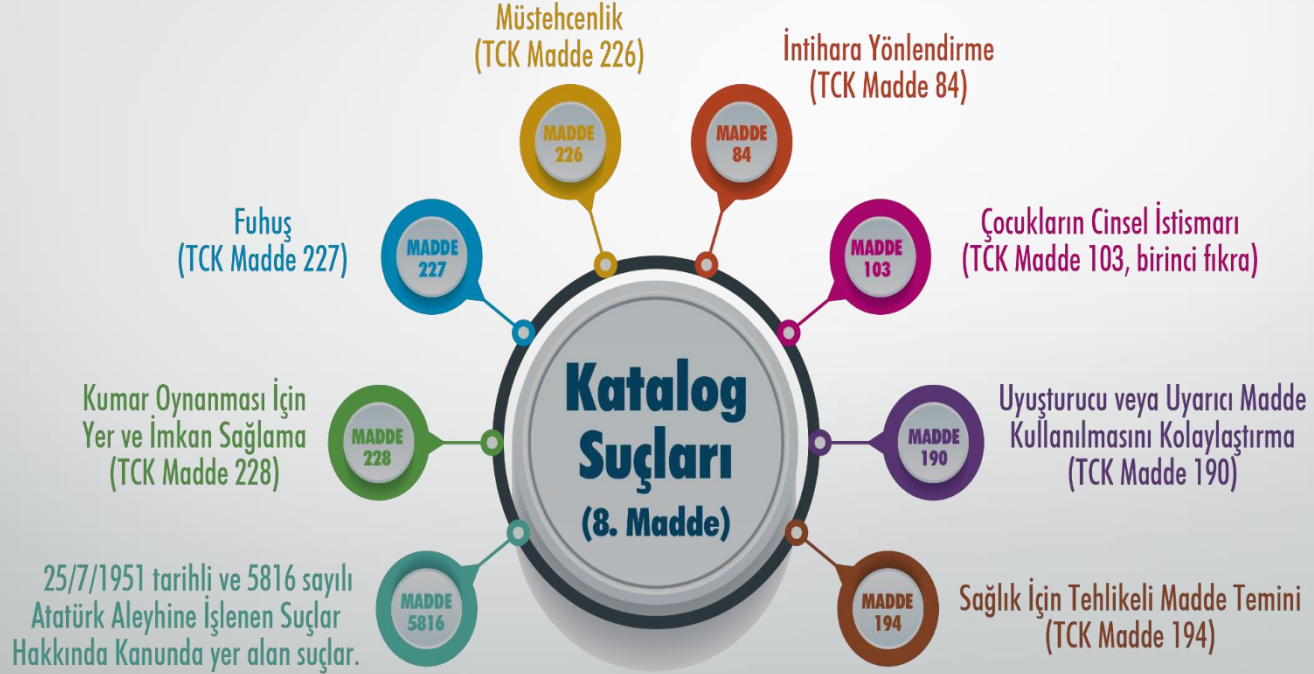 Müstehcenlik
(TCK Madde 226)
MADDE
226
İntihara Yönlendirme
(TCK Madde 84)
MADDE
84
Fuhuş
(TCK Madde 227)
MADDE
227
Çocukların Cinsel İstismarı
(TCK Madde 103, birinci fıkra)
MADDE
103
Katalog
Suçları
(8. Madde)
Kumar Oynanması İçin
Yer ve İmkan Sağlama
(TCK Madde 228)
MADDE
228
Uyuşturucu veya Uyarıcı Madde
Kullanılmasını Kolaylaştırma
(TCK Madde 190)
MADDE
190
25/7/1951 tarihli ve 5816 sayılı
Atatürk Aleyhine İşlenen Suçlar
Hakkında Kanunda yer alan suçlar.
MADDE
5816
Sağlık İçin Tehlikeli Madde Temini
(TCK Madde 194)
MADDE
194